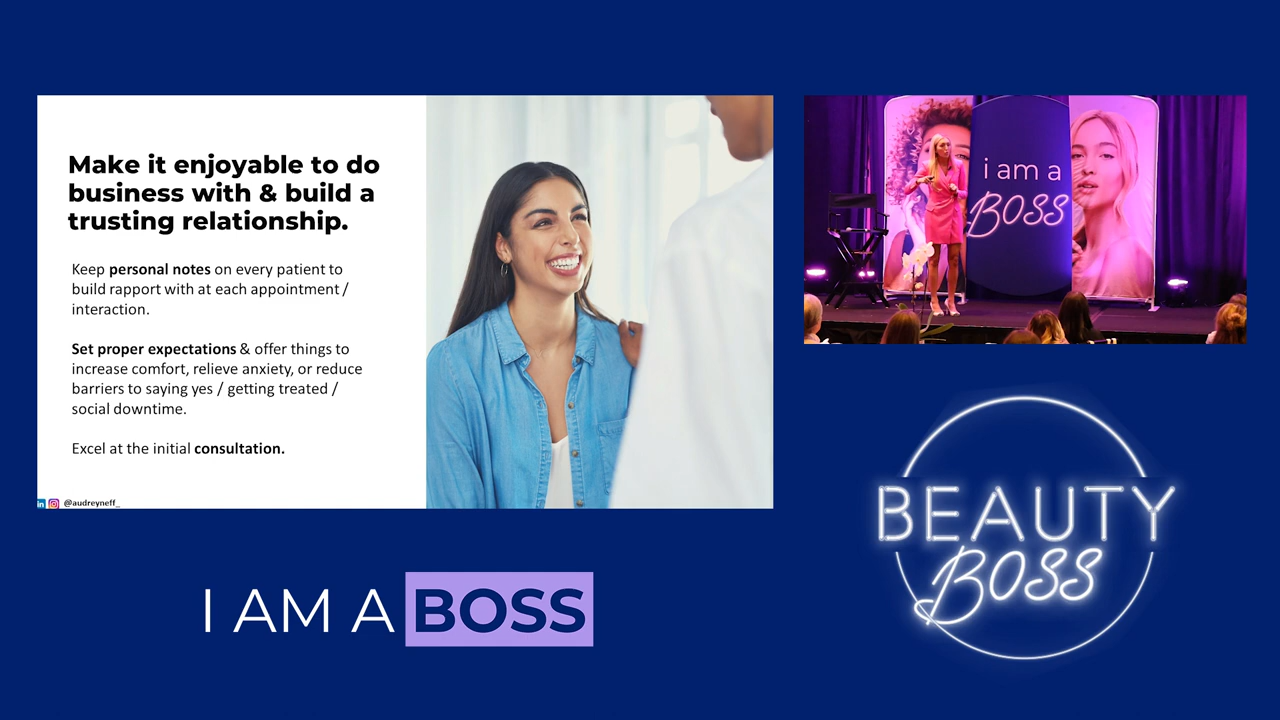 Make it enjoyable to do
business with & build a
trusting relationship.
Keep personal notes on every patient to
build rapport with at each appointment /
interaction.
Set proper expectations & offer things to
increase comfort, relieve anxiety, or reduce
barriers to saying yes / getting treated /
social downtime.
Excel at the initial consultation.
in @audreyneff_
i am a
BOSS
I AM A BOSS
BEAUTY
BOSS